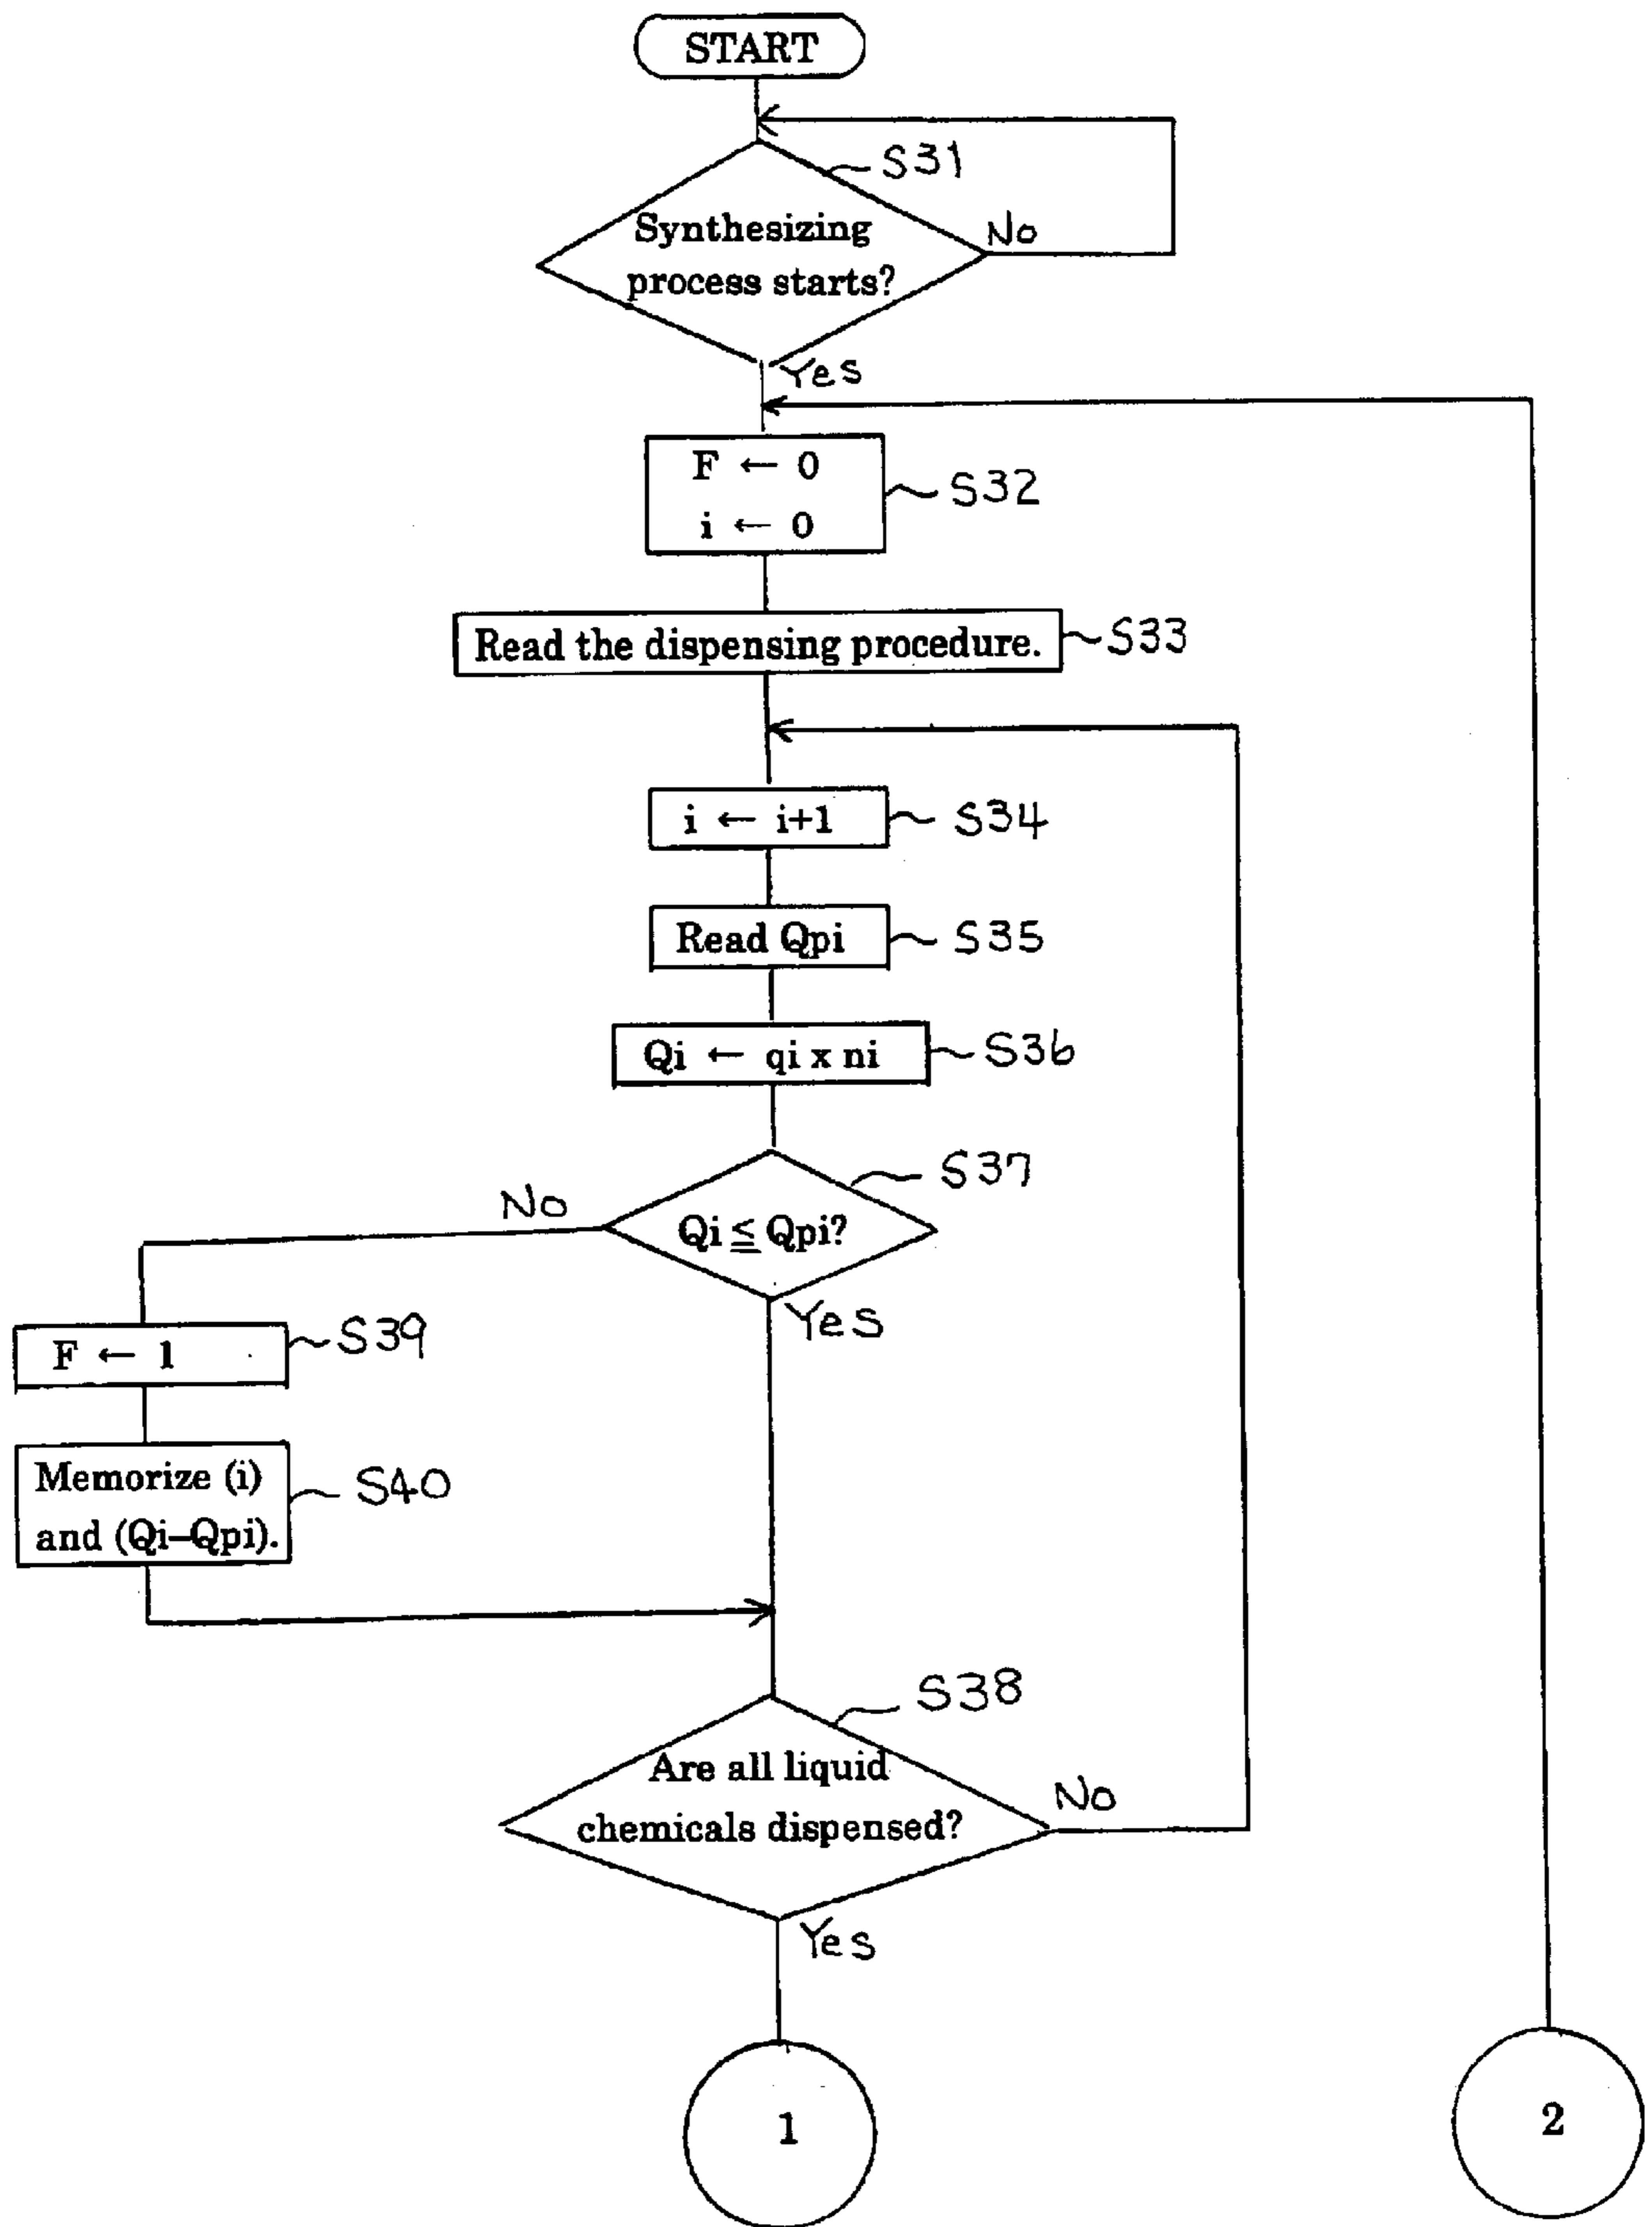 START
S31
Synthesizing
process starts?
No
Yes
F ← 0
i ← 0
S32
Read the dispensing procedure.
S33
i ← i+1
S34
Read Qpi
S35
Qi ← qi x ni
S36
S37
No
Qi ≦ Qpi?
Yes
F ← 1
S39
Memorize (i)
and (Qi–Qpi).
S40
S38
Are all liquid
chemicals dispensed?
No
Yes
1
2